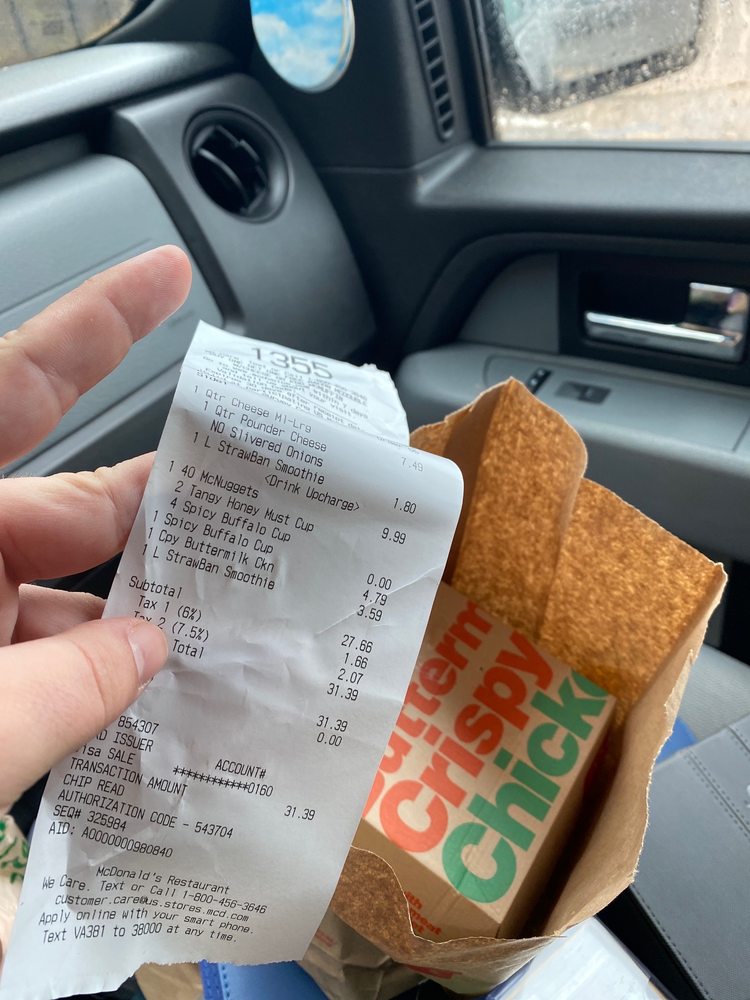 1355
1 Qtr Cheese Ml-Lrg 7.49
1 Qtr Pounder Cheese
NO Slivered Onions
1 L StrawBan Smoothie
<Drink Upcharge> 1.80
1 40 McNuggets 9.99
2 Tangy Honey Must Cup
4 Spicy Buffalo Cup
1 Spicy Buffalo Cup 0.00
1 Cpy Buttermilk Ckn 4.79
1 L StrawBan Smoothie 3.59
Subtotal 27.66
Tax 1 (6%) 1.66
Tax 2 (7.5%) 2.07
Total 31.39
31.39
0.00
854307
ISSUER ACCOUNT#
Visa SALE ***********0160
TRANSACTION AMOUNT 31.39
CHIP READ
AUTHORIZATION CODE - 543704
SEQ# 325984
AID: A0000000980840
McDonald's Restaurant
We Care. Text or Call 1-800-456-3646
customer.care@us.stores.mcd.com
Apply online with your smart phone.
Text VA381 to 38000 at any time.
utterm
Crispy
Chick